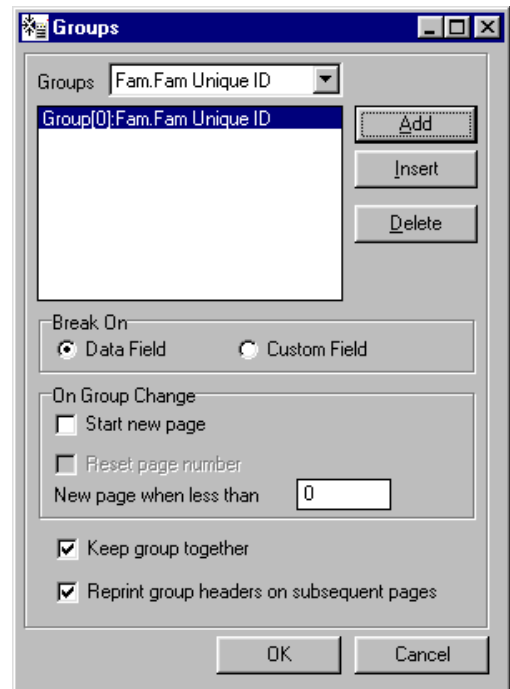 Groups
Groups Fam.Fam Unique ID
Group[0]:Fam.Fam Unique ID
Add
Insert
Delete
Break On
Data Field Custom Field
On Group Change
Start new page
Reset page number
New page when less than 0
Keep group together
Reprint group headers on subsequent pages
OK Cancel